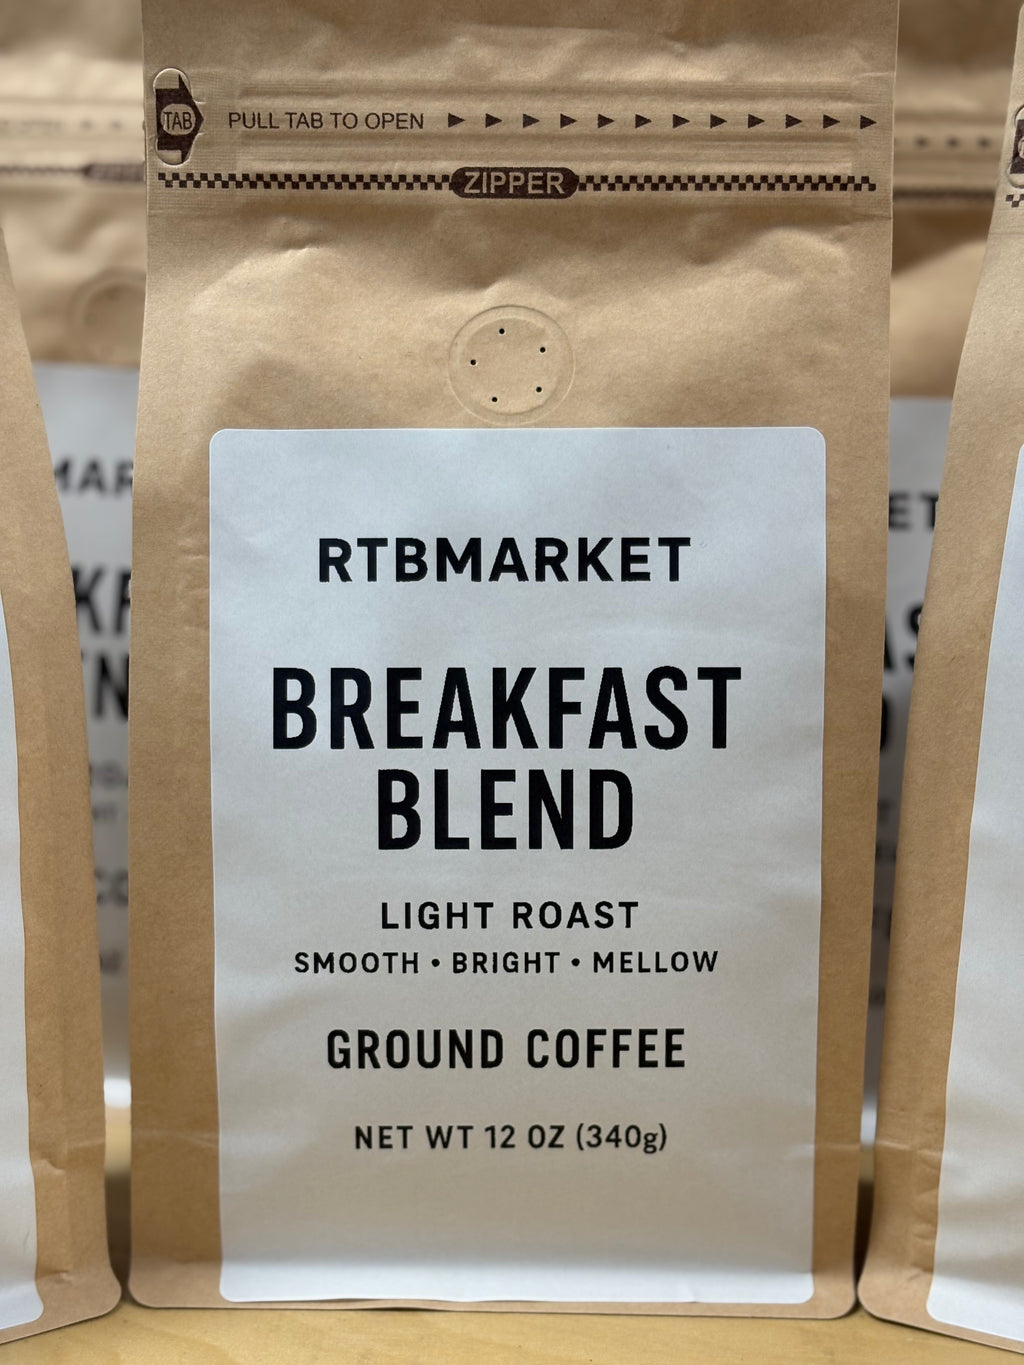 TAB PULL TAB TO OPEN
ZIPPER
RTBMARKET
BREAKFAST
BLEND
LIGHT ROAST
SMOOTH • BRIGHT • MELLOW
GROUND COFFEE
NET WT 12 OZ (340g)